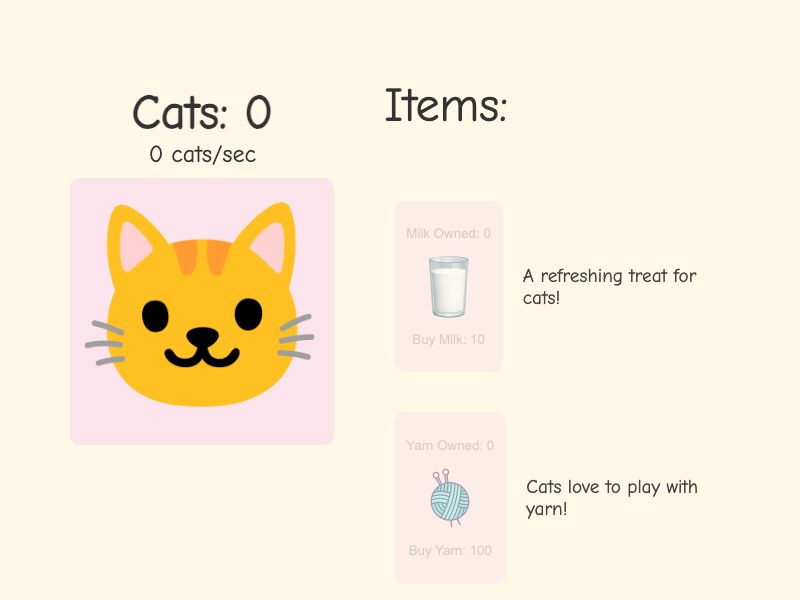 Cats: 0
0 cats/sec
Items:
Milk Owned: 0
Buy Milk: 10
A refreshing treat for
cats!
Yarn Owned: 0
Buy Yarn: 100
Cats love to play with
yarn!